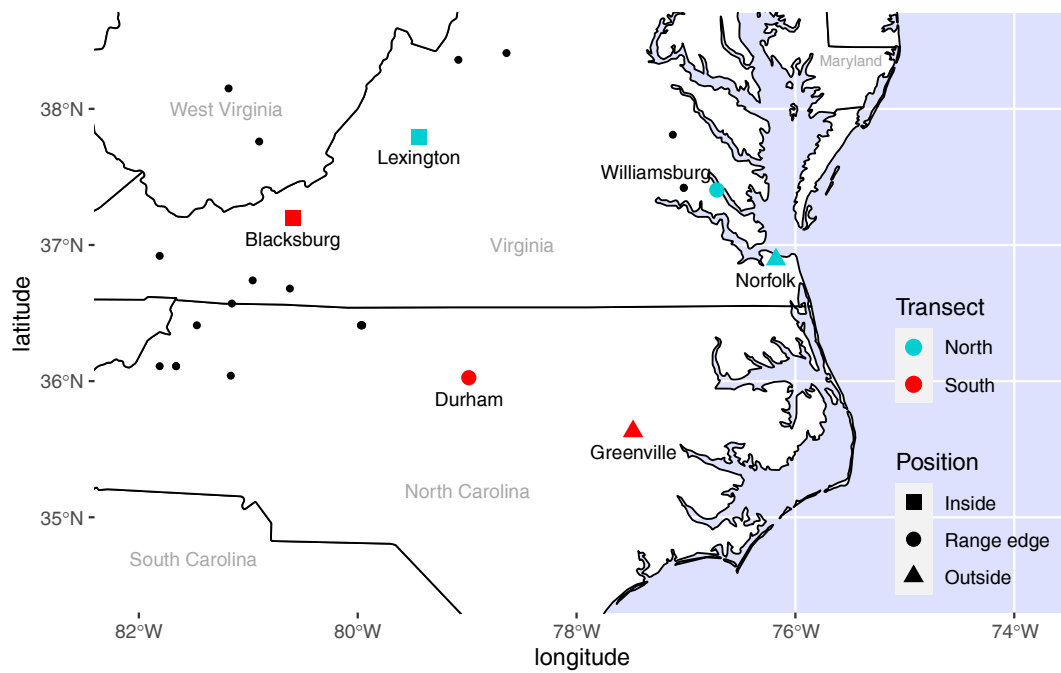 Maryland
38°N
West Virginia
Lexington
Williamsburg
Blacksburg
37°N
Virginia
Norfolk
latitude
Transect
North
South
36°N
Durham
Greenville
Position
North Carolina
Inside
35°N
Range edge
South Carolina
Outside
82°W
80°W
78°W
76°W
74°W
longitude